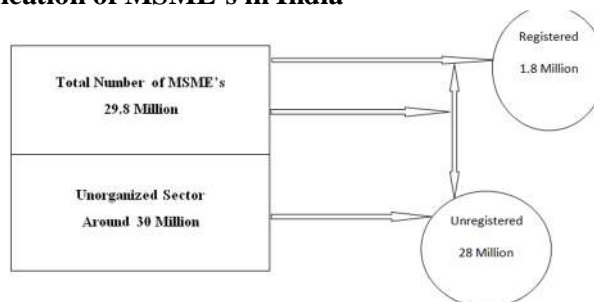 of MSME's in India
Total Number of MSME's
29.8 Million
Unorganized Sector
Around 30 Million
Registered
1.8 Million
Unregistered
28 Million